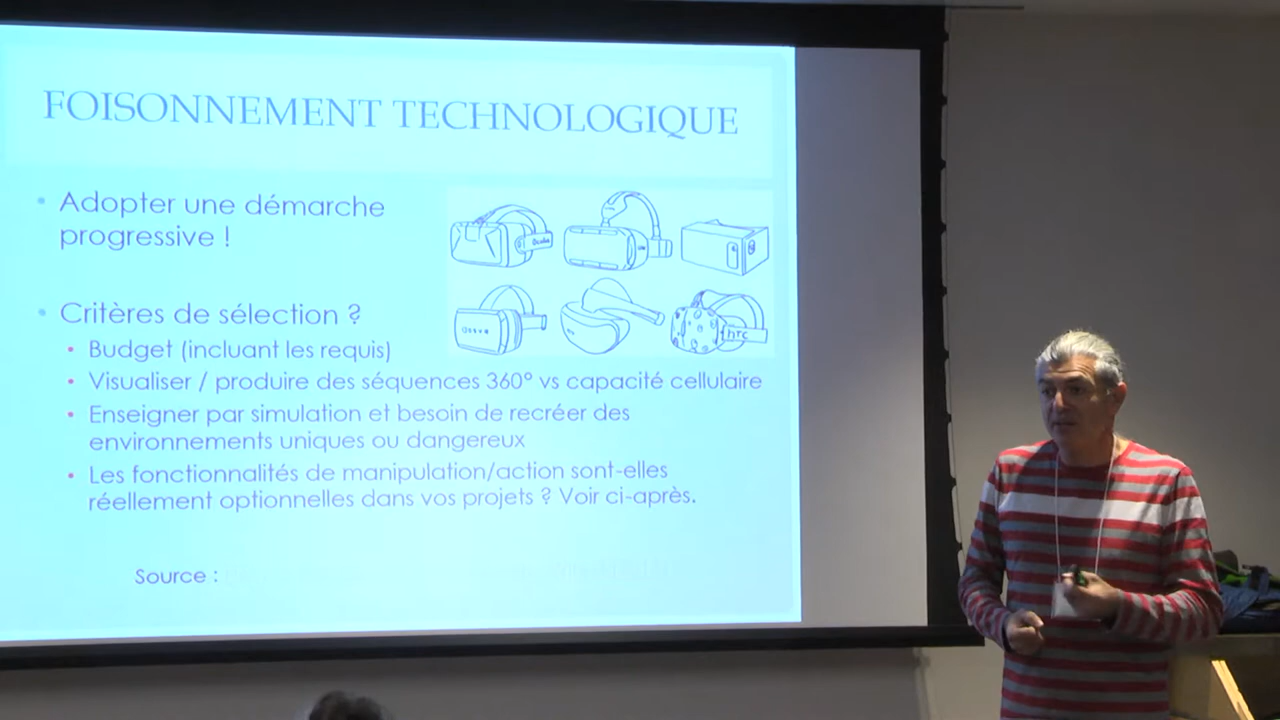 FOISONNEMENT TECHNOLOGIQUE
• Adopter une démarche
progressive !
• Critères de sélection ?
• Budget (incluant les requis)
• Visualiser / produire des séquences 360° vs capacité cellulaire
• Enseigner par simulation et besoin de recréer des
environnements uniques ou dangereux
• Les fonctionnalités de manipulation/action sont-elles
réellement optionnelles dans vos projets ? Voir ci-après.
Source :
Oculus
HTC